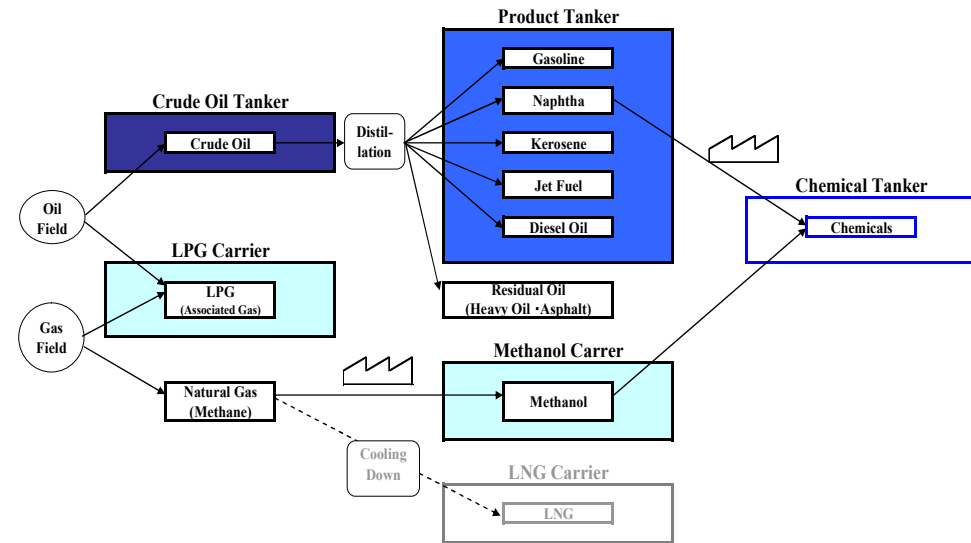 Product Tanker
Gasoline
Naphtha
Kerosene
Jet Fuel
Diesel Oil
Crude Oil Tanker
Crude Oil
Distil-
lation
Oil
Field
LPG Carrier
LPG
(Associated Gas)
Residual Oil
(Heavy Oil ・Asphalt)
Chemical Tanker
Chemicals
Gas
Field
Natural Gas
(Methane)
Methanol Carrer
Methanol
Cooling
Down
LNG Carrier
LNG